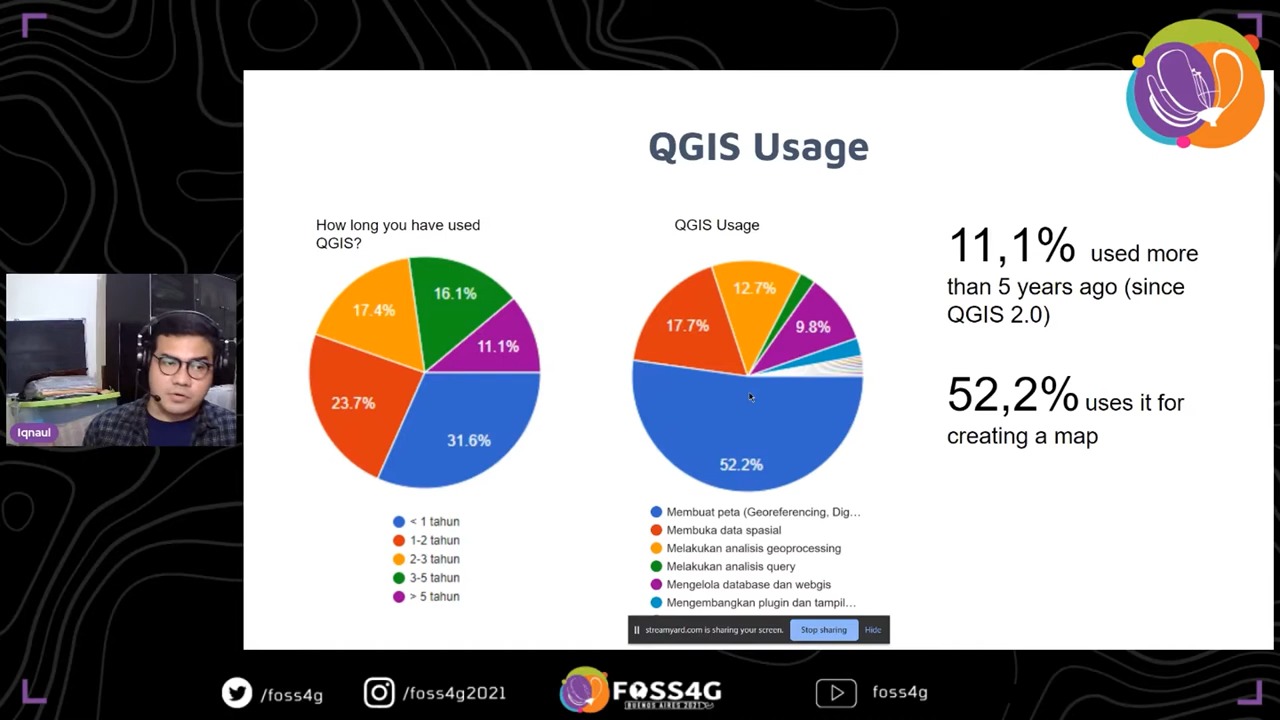 QGIS Usage
How long you have used
QGIS?
17.4%
16.1%
11.1%
23.7%
31.6%
< 1 tahun
1-2 tahun
2-3 tahun
3-5 tahun
> 5 tahun
QGIS Usage
12.7%
17.7%
9.8%
52.2%
Membuat peta (Georeferencing, Dig...
Membuka data spasial
Melakukan analisis geoprocessing
Melakukan analisis query
Mengelola database dan webgis
Mengembangkan plugin dan tampil...
11,1% used more
than 5 years ago (since
QGIS 2.0)
52,2% uses it for
creating a map
Iqnaul
streamyard.com is sharing your screen. Stop sharing Hide
/foss4g
/foss4g2021
FOSS4G
BUENOS AIRES 2021
foss4g